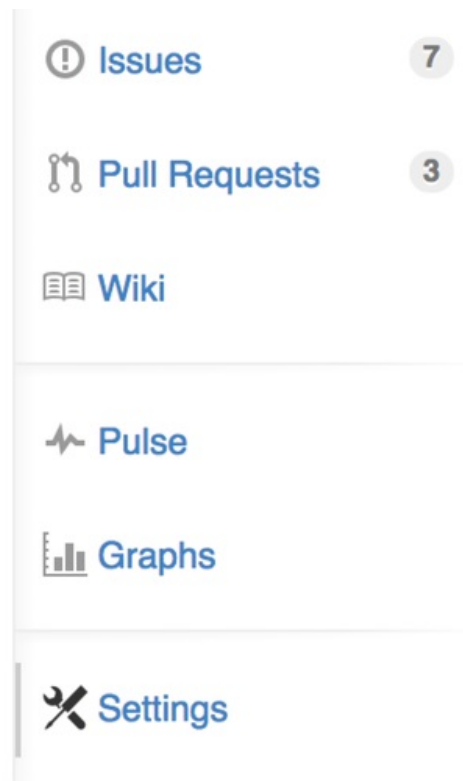 Issues 7
Pull Requests 3
Wiki
Pulse
Graphs
Settings